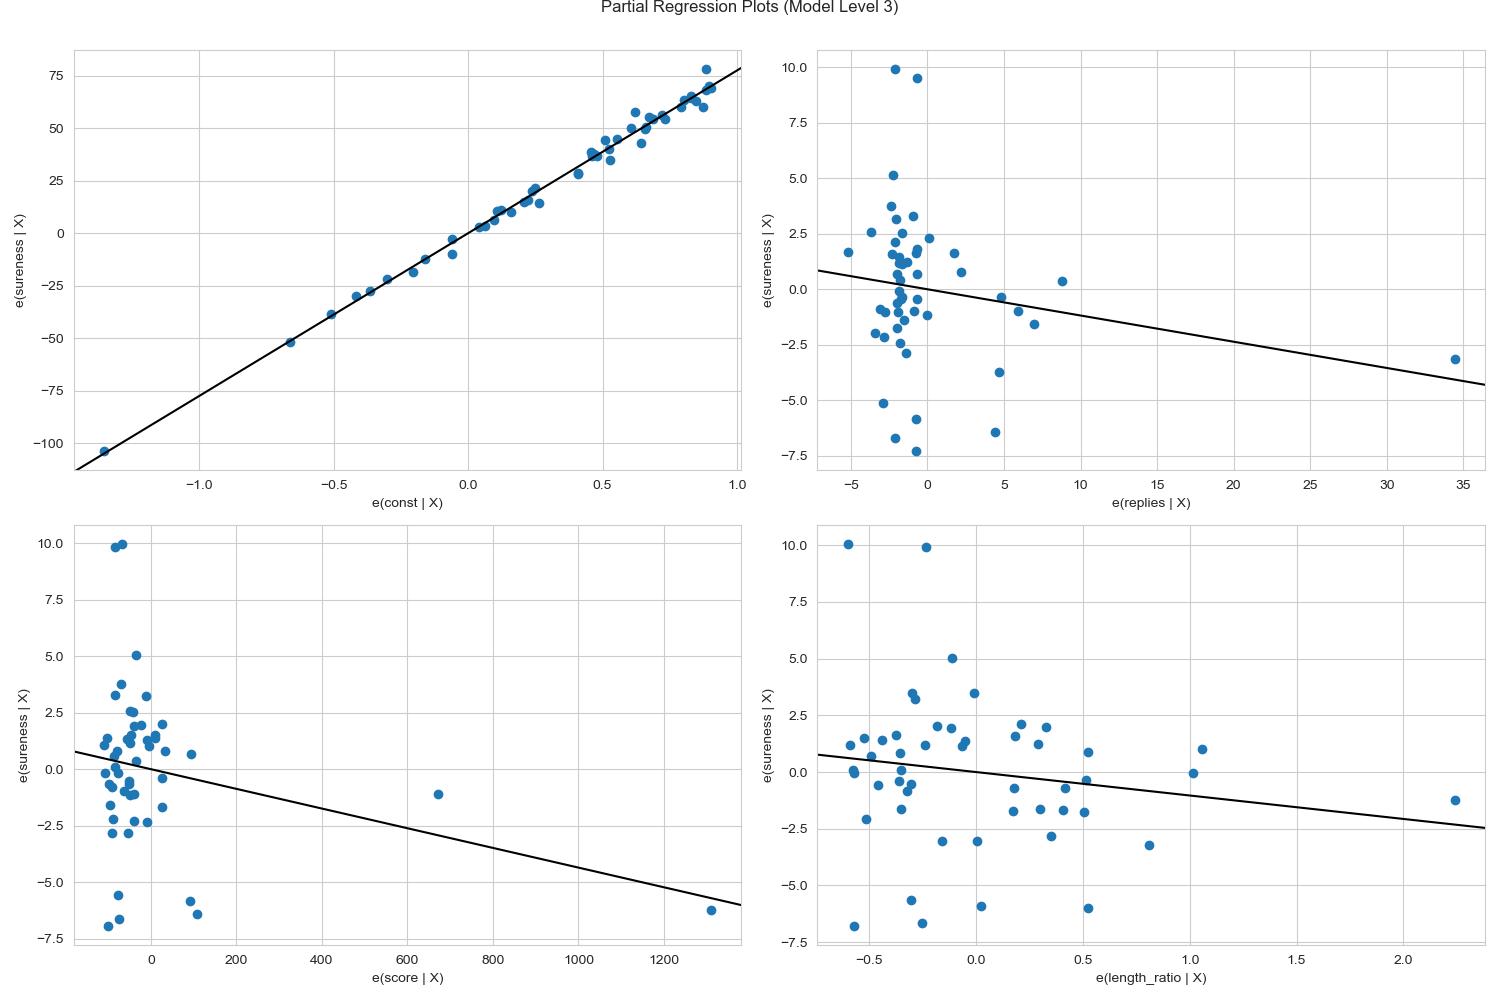 Partial Regression Plots (Model Level 3)
75
50
25
0
−25
−50
−75
−100
e(sureness | X)
−1.0 −0.5 0.0 0.5 1.0
e(const | X)
10.0
7.5
5.0
2.5
0.0
−2.5
−5.0
−7.5
e(sureness | X)
−5 0 5 10 15 20 25 30 35
e(replies | X)
10.0
7.5
5.0
2.5
0.0
−2.5
−5.0
−7.5
e(sureness | X)
0 200 400 600 800 1000 1200
e(score | X)
10.0
7.5
5.0
2.5
0.0
−2.5
−5.0
−7.5
e(sureness | X)
−0.5 0.0 0.5 1.0 1.5 2.0
e(length_ratio | X)